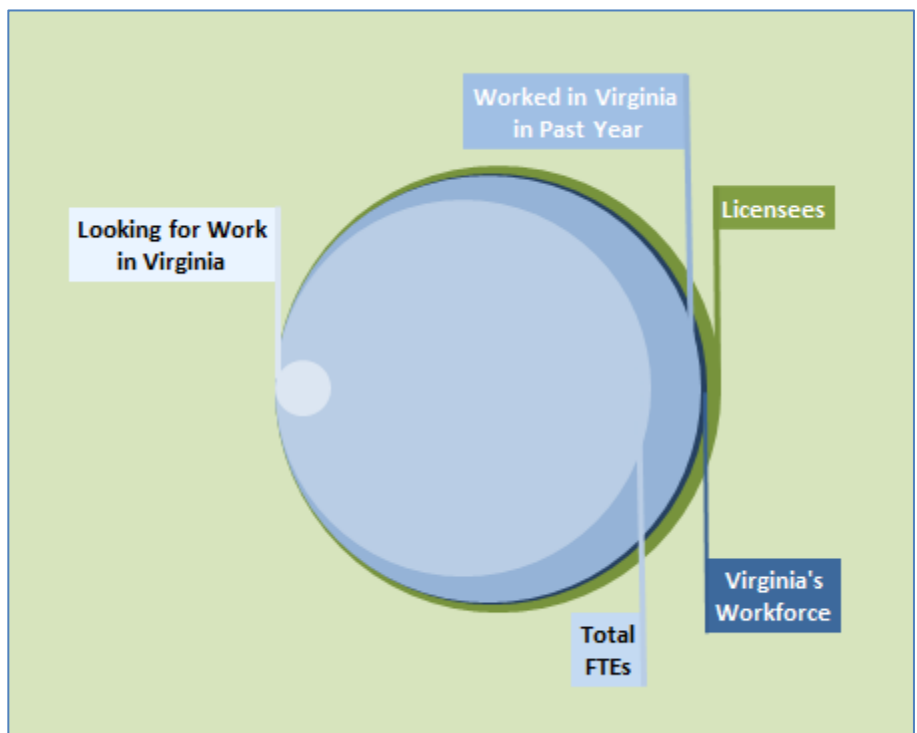 Worked in Virginia
in Past Year
Licensees
Looking for Work
in Virginia
Virginia's
Workforce
Total
FTEs